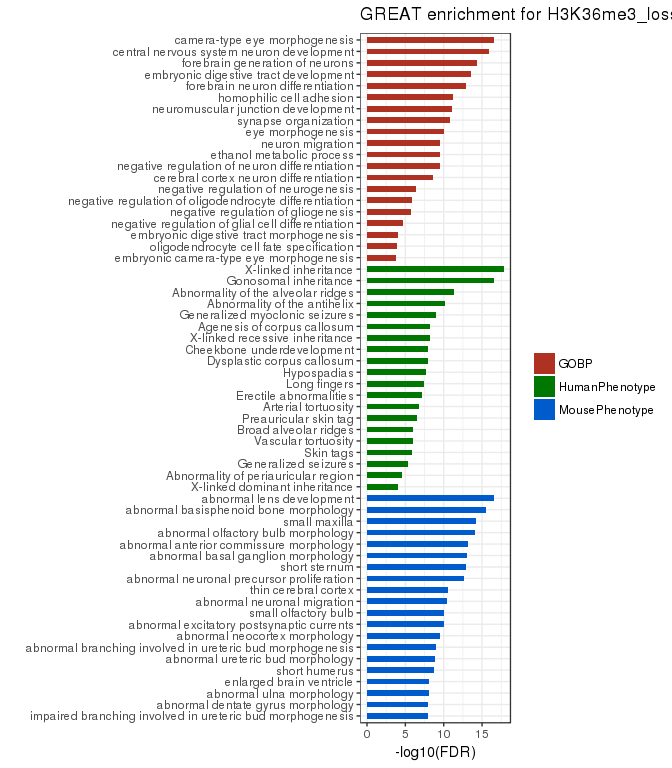 GREAT enrichment for H3K36me3_loss
camera-type eye morphogenesis
central nervous system neuron development
forebrain generation of neurons
embryonic digestive tract development
forebrain neuron differentiation
homophilic cell adhesion
neuromuscular junction development
synapse organization
eye morphogenesis
neuron migration
ethanol metabolic process
negative regulation of neuron differentiation
cerebral cortex neuron differentiation
negative regulation of neurogenesis
negative regulation of oligodendrocyte differentiation
negative regulation of gliogenesis
negative regulation of glial cell differentiation
embryonic digestive tract morphogenesis
oligodendrocyte cell fate specification
embryonic camera-type eye morphogenesis
X-linked inheritance
Gonosomal inheritance
Abnormality of the alveolar ridges
Abnormality of the antihelix
Generalized myoclonic seizures
Agenesis of corpus callosum
X-linked recessive inheritance
Cheekbone underdevelopment
Dysplastic corpus callosum
Hypospadias
Long fingers
Erectile abnormalities
Arterial tortuosity
Preauricular skin tag
Broad alveolar ridges
Vascular tortuosity
Skin tags
Generalized seizures
Abnormality of periauricular region
X-linked dominant inheritance
abnormal lens development
abnormal basisphenoid bone morphology
small maxilla
abnormal olfactory bulb morphology
abnormal anterior commissure morphology
abnormal basal ganglion morphology
short sternum
abnormal neuronal precursor proliferation
thin cerebral cortex
abnormal neuronal migration
small olfactory bulb
abnormal excitatory postsynaptic currents
abnormal neocortex morphology
abnormal branching involved in ureteric bud morphogenesis
abnormal ureteric bud morphology
short humerus
enlarged brain ventricle
abnormal ulna morphology
abnormal dentate gyrus morphology
impaired branching involved in ureteric bud morphogenesis
0 5 10 15
-log10(FDR)
GOBP
HumanPhenotype
MousePhenotype